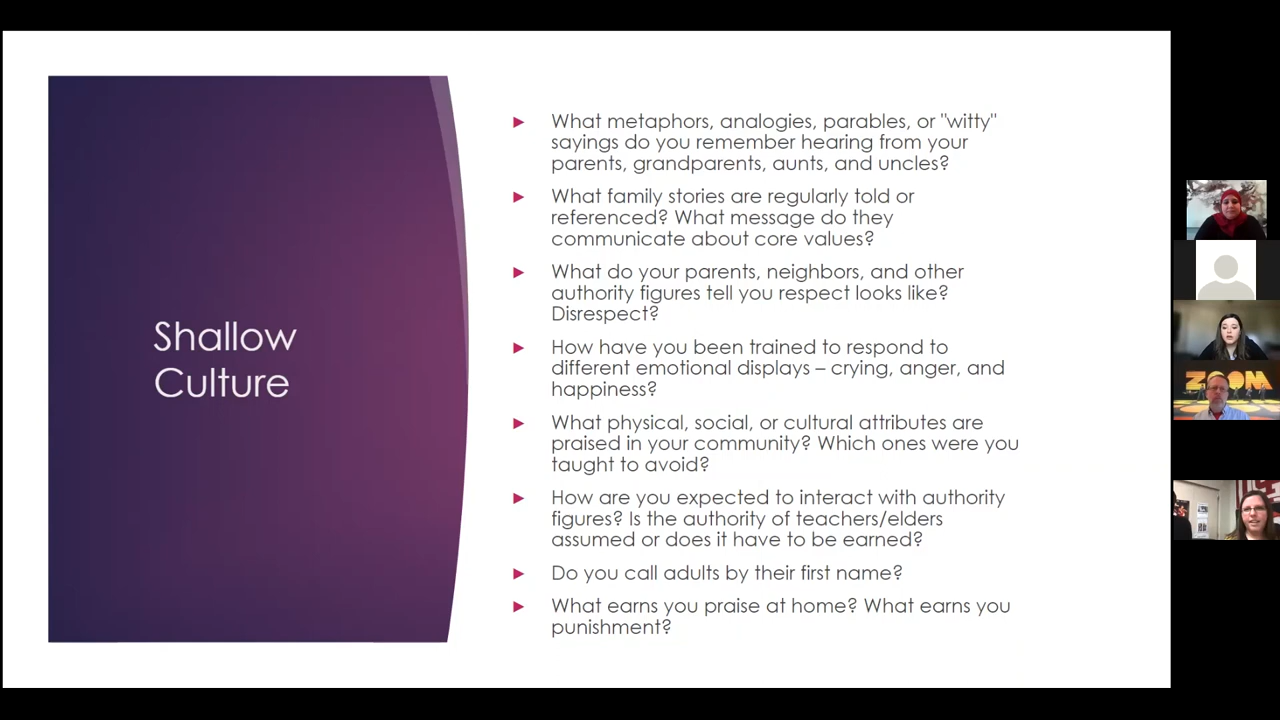 Shallow
Culture
What metaphors, analogies, parables, or "witty"
sayings do you remember hearing from your
parents, grandparents, aunts, and uncles?
What family stories are regularly told or
referenced? What message do they
communicate about core values?
What do your parents, neighbors, and other
authority figures tell you respect looks like?
Disrespect?
How have you been trained to respond to
different emotional displays – crying, anger, and
happiness?
What physical, social, or cultural attributes are
praised in your community? Which ones were you
taught to avoid?
How are you expected to interact with authority
figures? Is the authority of teachers/elders
assumed or does it have to be earned?
Do you call adults by their first name?
What earns you praise at home? What earns you
punishment?
ZOOM